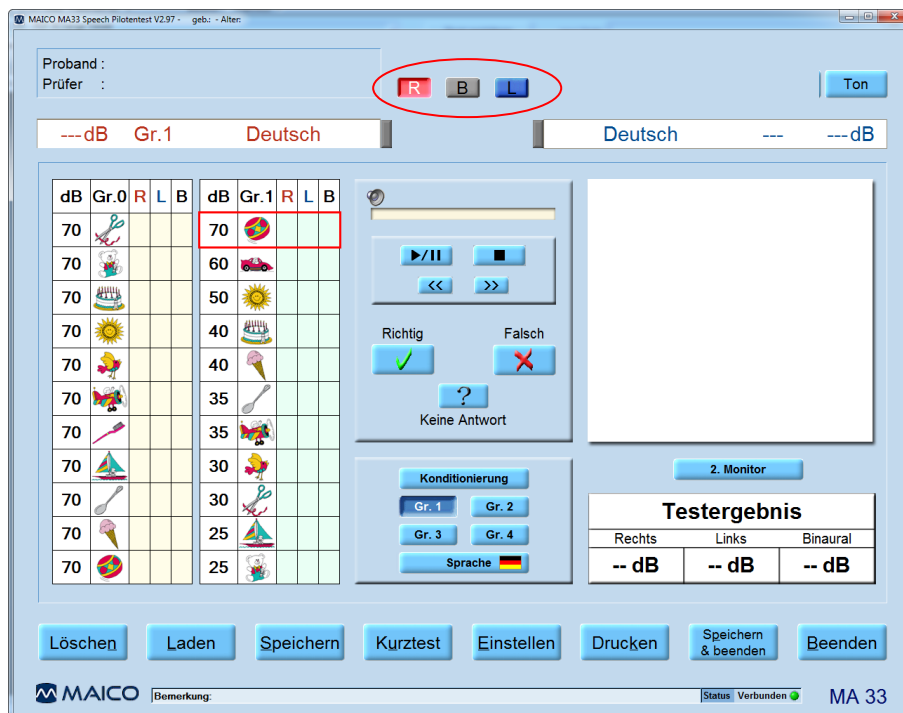 MAICO MA33 Speech Pilotentest V2.97 -    geb.:  - Alter:
Proband :
Prüfer :
R B L
Ton
---dB Gr.1 Deutsch
Deutsch --- ---dB
dB Gr.0 R L B
70
70
70
70
70
70
70
70
70
70
70
dB Gr.1 R L B
70
60
50
40
40
35
35
30
30
25
25
▶/II ■
<< >>
Richtig Falsch
?
Keine Antwort
Konditionierung
Gr. 1 Gr. 2
Gr. 3 Gr. 4
Sprache
2. Monitor
Testergebnis
Rechts Links Binaural
-- dB -- dB -- dB
Löschen Laden Speichern Kurztest Einstellen Drucken Speichern & beenden Beenden
MAICO Bemerkung: Status Verbunden MA 33